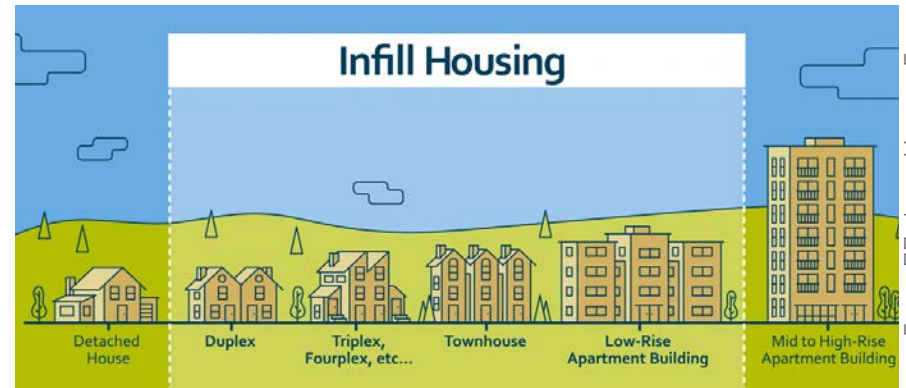 Infill Housing
Detached
House
Duplex
Triplex,
Fourplex, etc...
Townhouse
Low-Rise
Apartment Building
Mid to High-Rise
Apartment Building